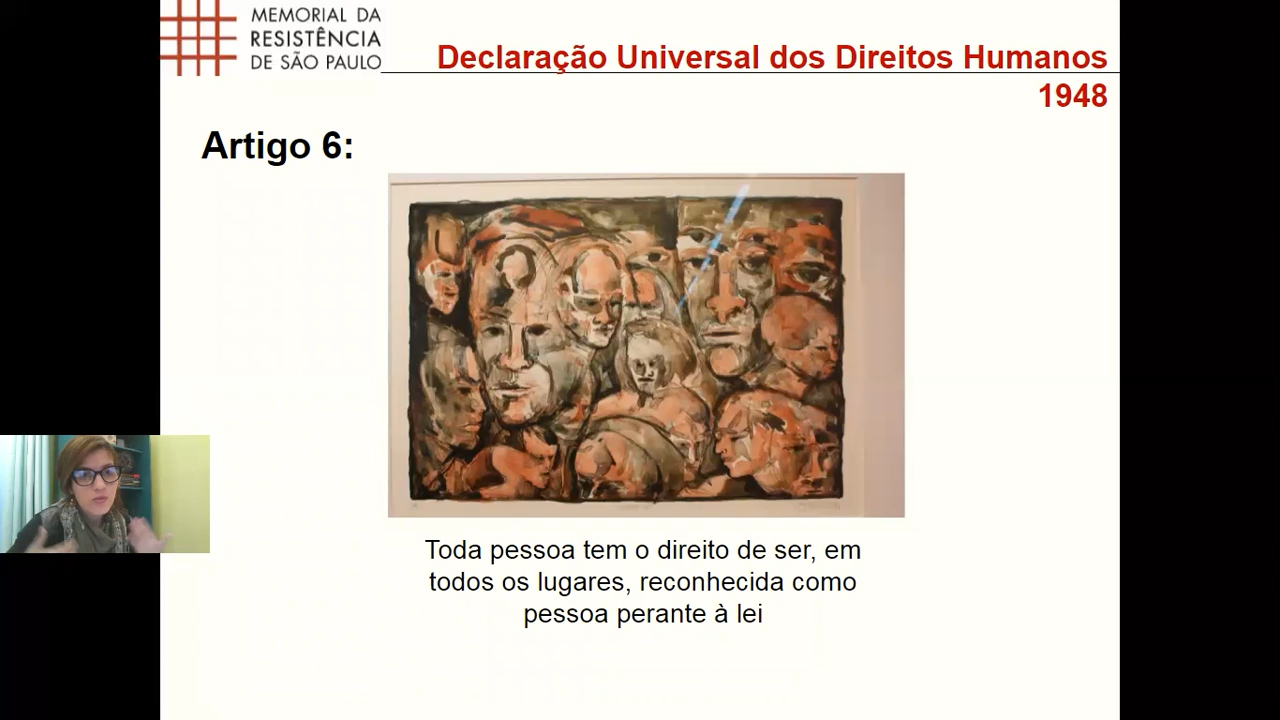 MEMORIAL DA
RESISTÊNCIA
DE SÃO PAULO
Declaração Universal dos Direitos Humanos
1948
Artigo 6:
Toda pessoa tem o direito de ser, em
todos os lugares, reconhecida como
pessoa perante à lei